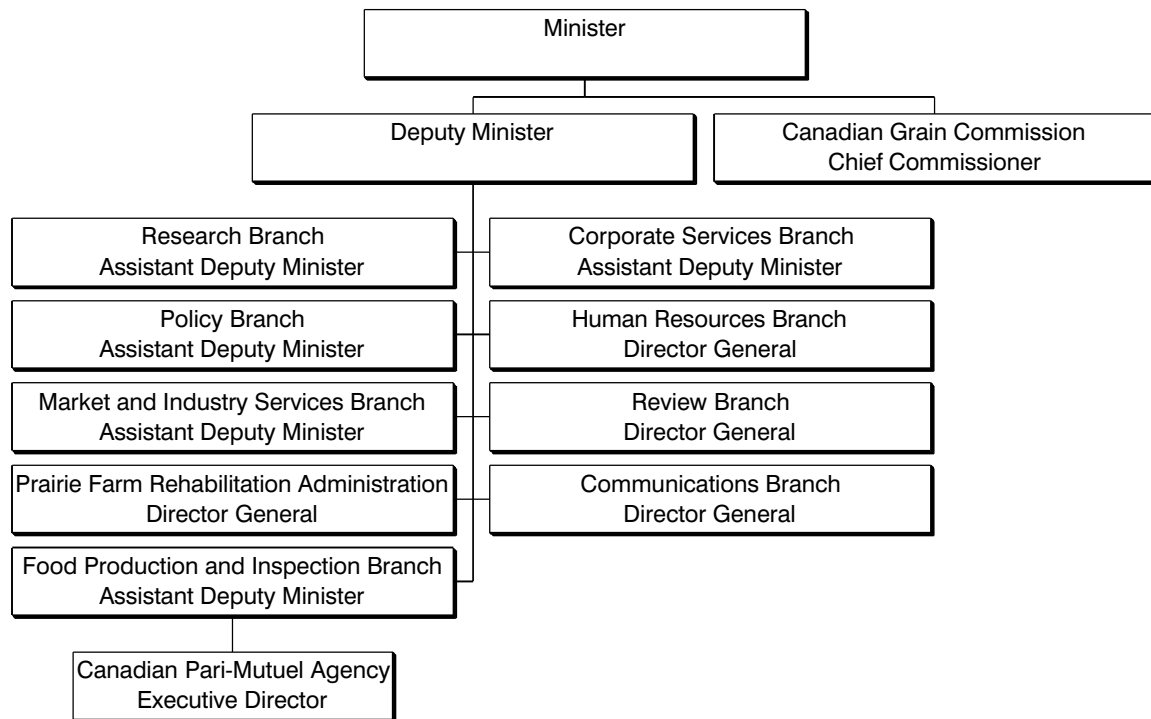 Minister
Deputy Minister
Canadian Grain Commission
Chief Commissioner
Research Branch
Assistant Deputy Minister
Corporate Services Branch
Assistant Deputy Minister
Policy Branch
Assistant Deputy Minister
Human Resources Branch
Director General
Market and Industry Services Branch
Assistant Deputy Minister
Review Branch
Director General
Prairie Farm Rehabilitation Administration
Director General
Communications Branch
Director General
Food Production and Inspection Branch
Assistant Deputy Minister
Canadian Pari-Mutuel Agency
Executive Director